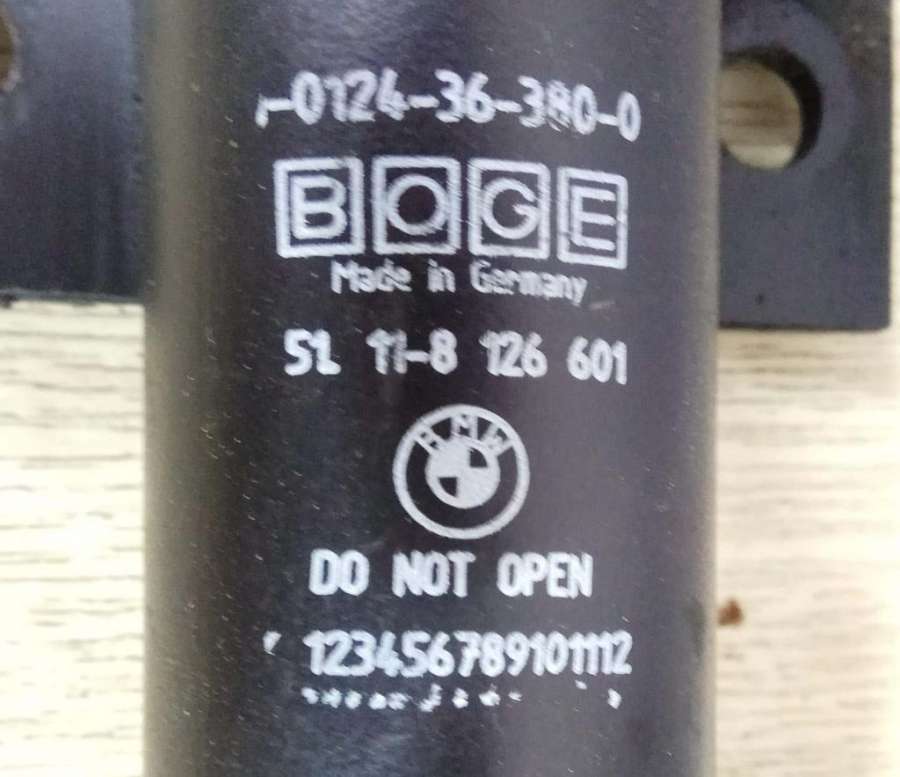 -0124-36-380-0
BOGE
Made in Germany
51 11-8 126 601
BMW
DO NOT OPEN
123456789101112